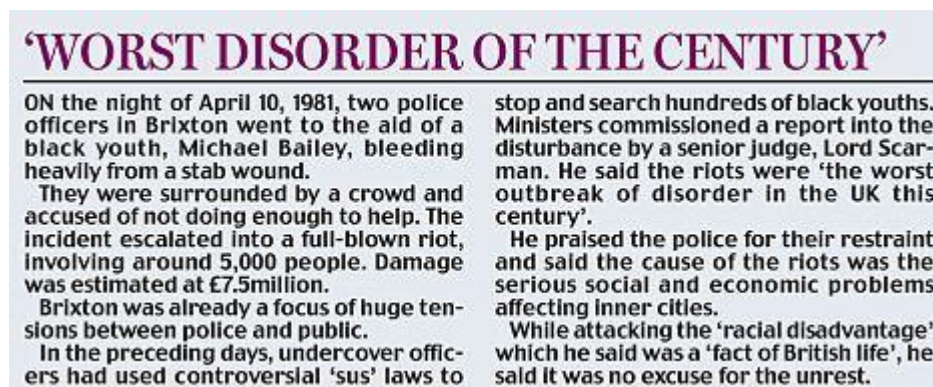 ‘WORST DISORDER OF THE CENTURY’
ON the night of April 10, 1981, two police
officers in Brixton went to the aid of a
black youth, Michael Bailey, bleeding
heavily from a stab wound.
They were surrounded by a crowd and
accused of not doing enough to help. The
incident escalated into a full-blown riot,
involving around 5,000 people. Damage
was estimated at £7.5million.
Brixton was already a focus of huge ten-
sions between police and public.
In the preceding days, undercover offic-
ers had used controversial ‘sus’ laws to
stop and search hundreds of black youths.
Ministers commissioned a report into the
disturbance by a senior judge, Lord Scar-
man. He said the riots were ‘the worst
outbreak of disorder in the UK this
century’.
He praised the police for their restraint
and said the cause of the riots was the
serious social and economic problems
affecting inner cities.
While attacking the ‘racial disadvantage’
which he said was a ‘fact of British life’, he
said it was no excuse for the unrest.